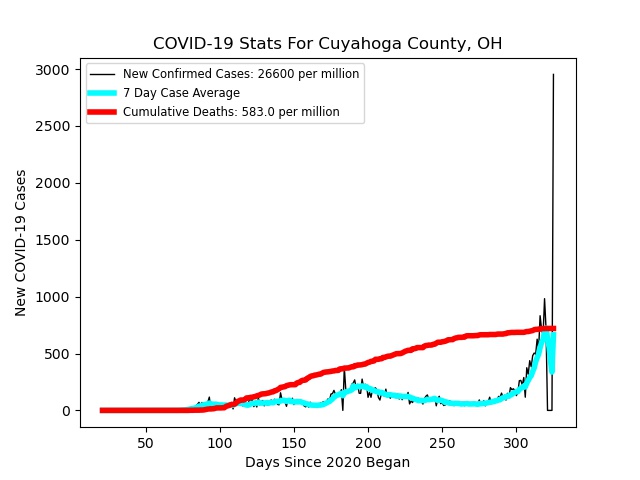 COVID-19 Stats For Cuyahoga County, OH
New Confirmed Cases: 26600 per million
7 Day Case Average
Cumulative Deaths: 583.0 per million
New COVID-19 Cases
3000
2500
2000
1500
1000
500
0
50 100 150 200 250 300
Days Since 2020 Began